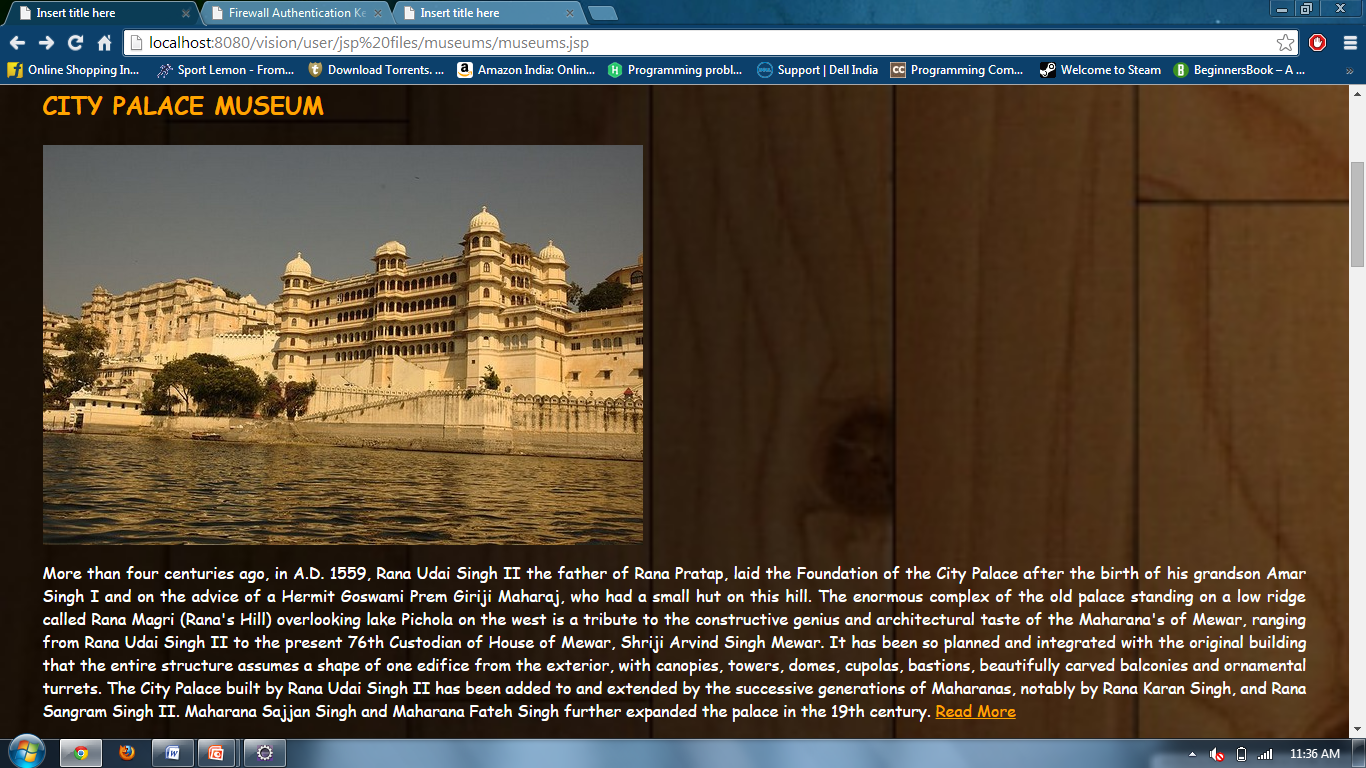 Insert title here
Firewall Authentication Ke
Insert title here
localhost:8080/vision/user/jsp%20files/museums/museums.jsp
Online Shopping In...
Sport Lemon - From...
Download Torrents. ...
Amazon India: Onlin...
Programming probl...
Support | Dell India
Programming Com...
Welcome to Steam
BeginnersBook – A ...
CITY PALACE MUSEUM
More than four centuries ago, in A.D. 1559, Rana Udai Singh II the father of Rana Pratap, laid the Foundation of the City Palace after the birth of his grandson Amar
Singh I and on the advice of a Hermit Goswami Prem Giriji Maharaj, who had a small hut on this hill. The enormous complex of the old palace standing on a low ridge
called Rana Magri (Rana's Hill) overlooking lake Pichola on the west is a tribute to the constructive genius and architectural taste of the Maharana's of Mewar, ranging
from Rana Udai Singh II to the present 76th Custodian of House of Mewar, Shriji Arvind Singh Mewar. It has been so planned and integrated with the original building
that the entire structure assumes a shape of one edifice from the exterior, with canopies, towers, domes, cupolas, bastions, beautifully carved balconies and ornamental
turrets. The City Palace built by Rana Udai Singh II has been added to and extended by the successive generations of Maharanas, notably by Rana Karan Singh, and Rana
Sangram Singh II. Maharana Sajjan Singh and Maharana Fateh Singh further expanded the palace in the 19th century. Read More
11:36 AM